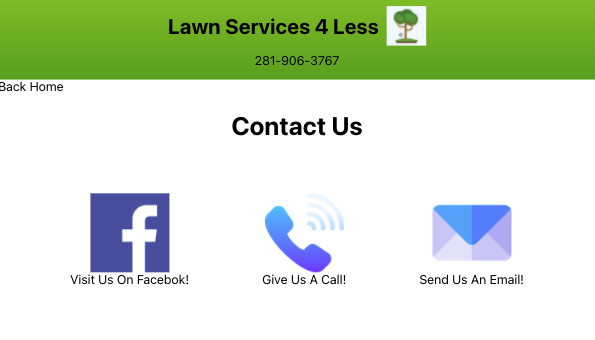 Lawn Services 4 Less
281-906-3767
Back Home
Contact Us
Visit Us On Facebok!
Give Us A Call!
Send Us An Email!